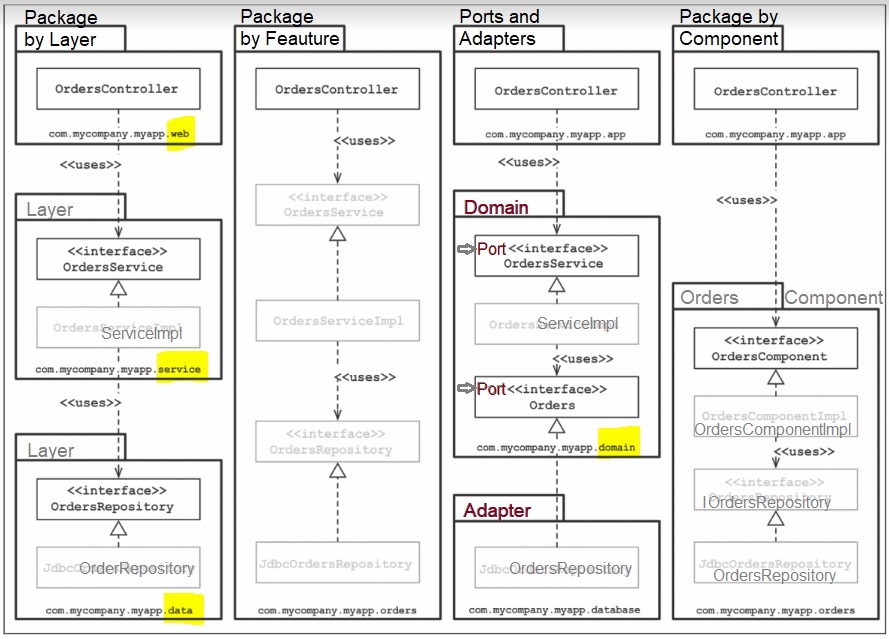 Package
by Layer
OrdersController
com.mycompany.myapp.web
<<uses>>
Layer
<<interface>>
OrdersService
OrdersServiceImpl
ServiceImpl
com.mycompany.myapp.service
<<uses>>
Layer
<<interface>>
OrdersRepository
JdbcOrdersRepository
OrderRepository
com.mycompany.myapp.data
Package
by Feauture
OrdersController
<<uses>>
<<interface>>
OrdersService
OrdersServiceImpl
<<uses>>
<<interface>>
OrdersRepository
JdbcOrdersRepository
com.mycompany.myapp.orders
Ports and
Adapters
OrdersController
com.mycompany.myapp.app
<<uses>>
Domain
Port
<<interface>>
OrdersService
OrdersServiceImpl
ServiceImpl
<<uses>>
Port
<<interface>>
Orders
com.mycompany.myapp.domain
Adapter
JdbcOrdersRepository
OrdersRepository
com.mycompany.myapp.database
Package by
Component
OrdersController
com.mycompany.myapp.app
<<uses>>
Orders Component
<<interface>>
OrdersComponent
OrdersComponentImpl
OrdersComponentImpl
<<uses>>
<<interface>>
OrdersRepository
IOrdersRepository
JdbcOrdersRepository
OrdersRepository
com.mycompany.myapp.orders